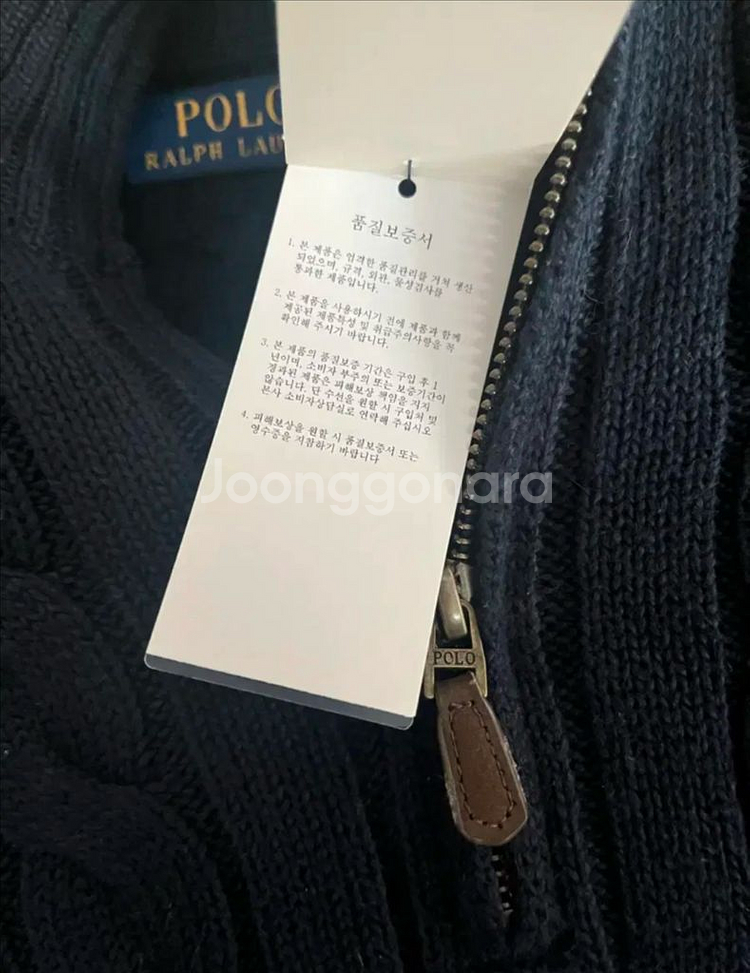 POLO
RALPH LAU
품질보증서
1. 본 제품은 엄격한 품질관리를 거쳐 생산
되었으며, 규격, 외관, 물성검사를
통과한 제품입니다.
2. 본 제품을 사용하시기 전에 제품과 함께
제공된 제품특성 및 취급주의사항을 꼭
확인해 주시기 바랍니다.
3. 본 제품의 품질보증 기간은 구입 후 1
년이며, 소비자 부주의 또는 보증기간이
경과된 제품은 피해보상 책임을 지지
않습니다. 단 수선을 원할 시 구입처 및
본사 소비자상담실로 연락해 주십시오
4. 피해보상을 원할 시 품질보증서 또는
영수증을 지참하기 바랍니다
Joonggonara
POLO